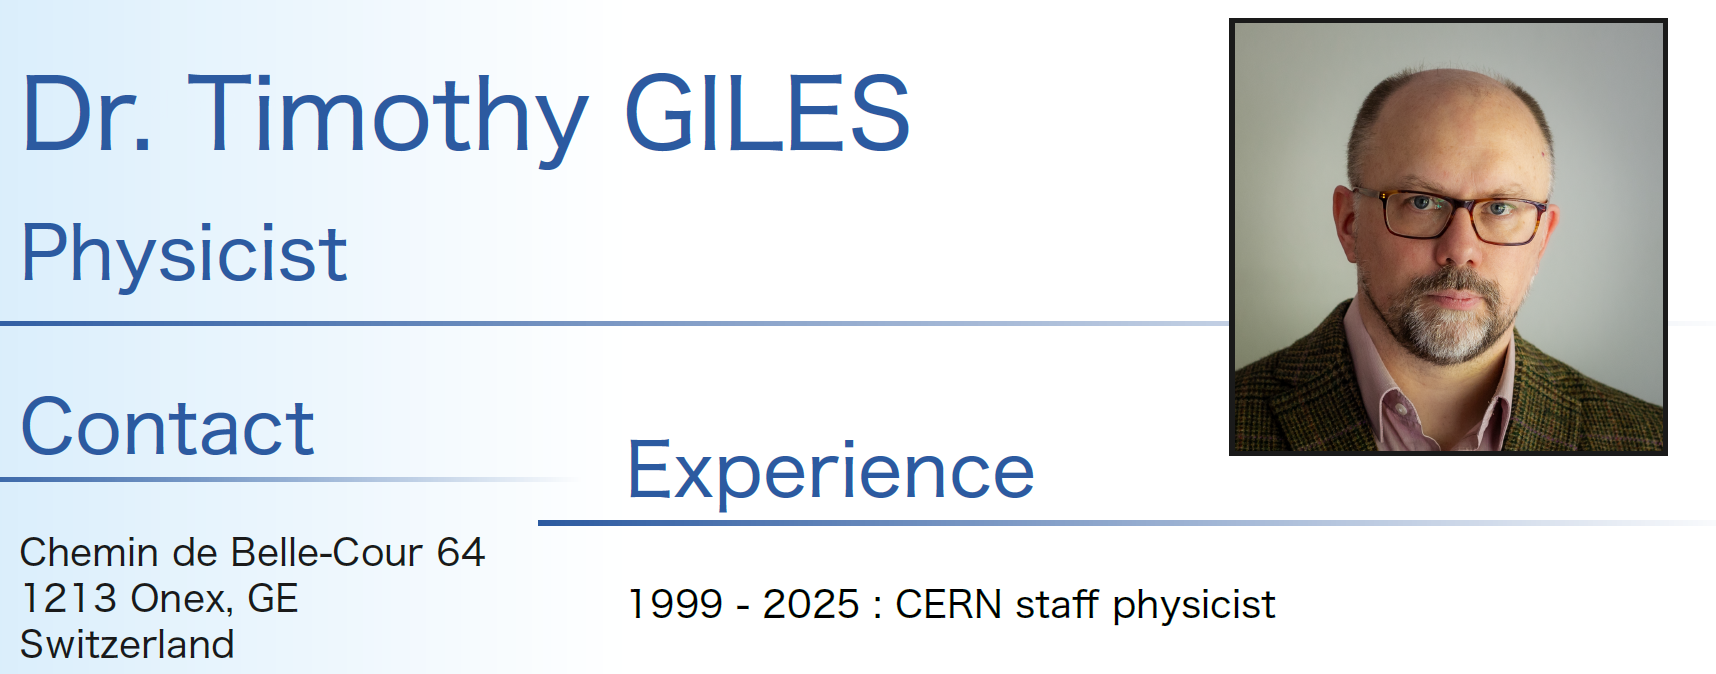 Dr. Timothy GILES
Physicist
Contact
Chemin de Belle-Cour 64
1213 Onex, GE
Switzerland
Experience
1999 - 2025 : CERN staff physicist